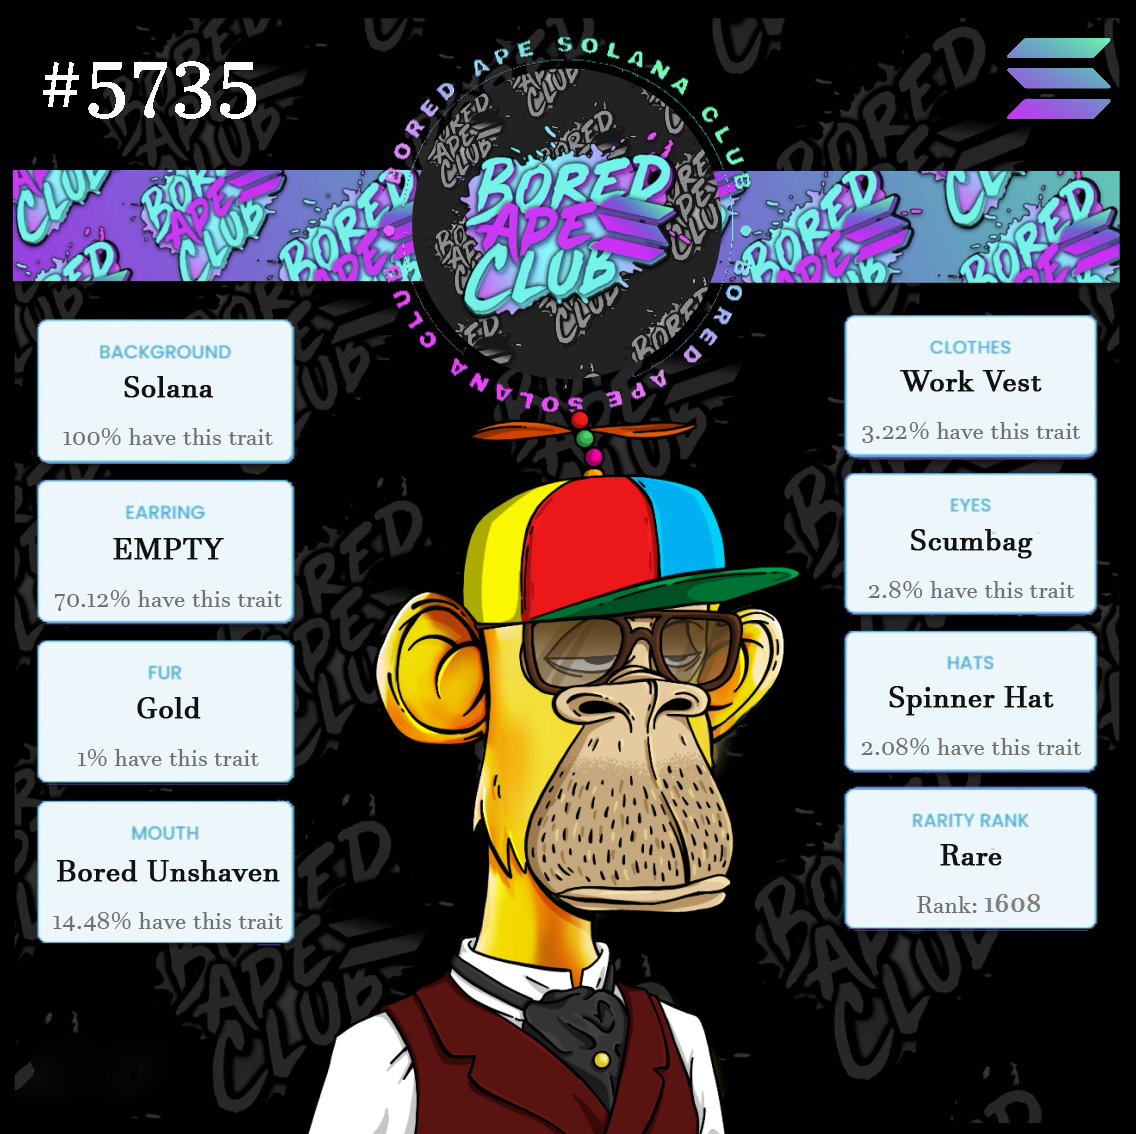 #5735
BORED APE SOLANA CLUB
BORED
APE
CLUB
BORED APE SOLANA CLUB
BACKGROUND
Solana
100% have this trait
EARRING
EMPTY
70.12% have this trait
FUR
Gold
1% have this trait
MOUTH
Bored Unshaven
14.48% have this trait
CLOTHES
Work Vest
3.22% have this trait
EYES
Scumbag
2.8% have this trait
HATS
Spinner Hat
2.08% have this trait
RARITY RANK
Rare
Rank: 1608